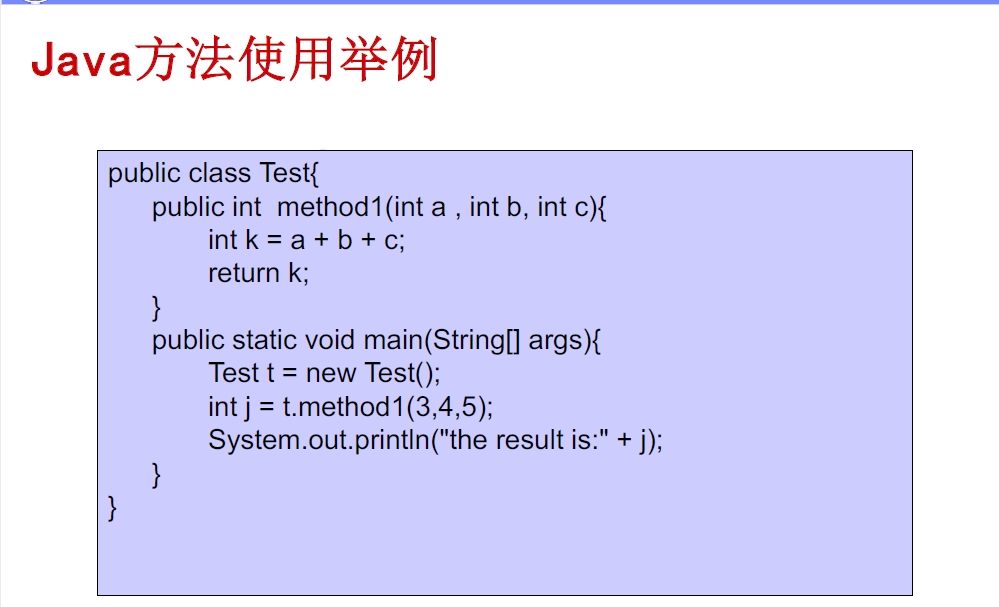 Java方法使用举例
public class Test{
public int  method1(int a , int b, int c){
int k = a + b + c;
return k;
}
public static void main(String[] args){
Test t = new Test();
int j = t.method1(3,4,5);
System.out.println("the result is:" + j);
}
}